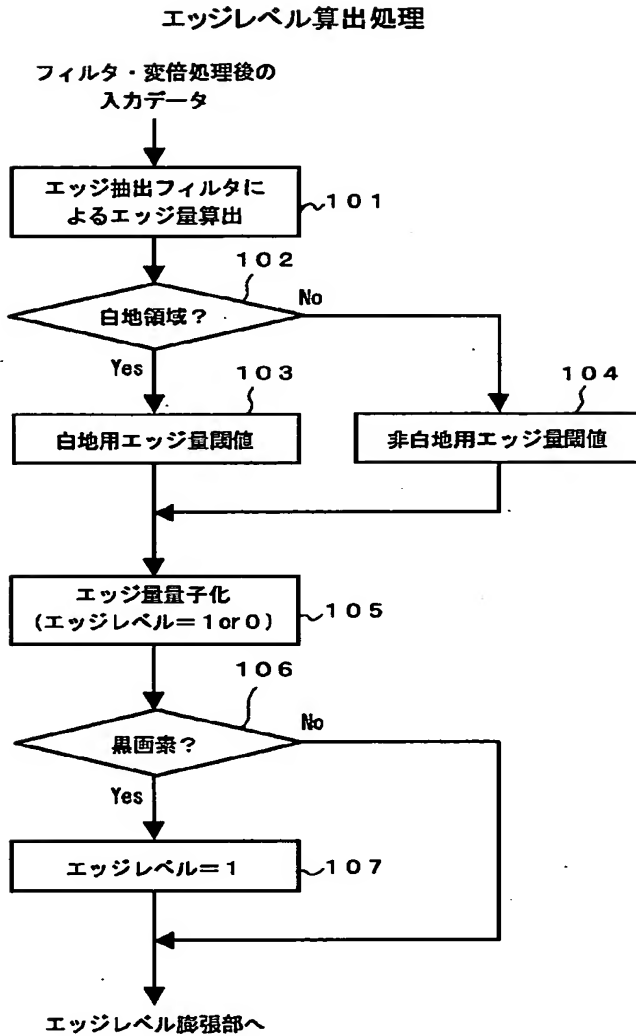 エッジレベル算出処理
フィルタ・変倍処理後の
入力データ
エッジ抽出フィルタに
よるエッジ量算出
101
102
白地領域？
No
Yes
103
白地用エッジ量閾値
104
非白地用エッジ量閾値
エッジ量量子化
(エッジレベル＝1or0)
105
106
黒画素？
No
Yes
エッジレベル＝1
107
エッジレベル膨張部へ